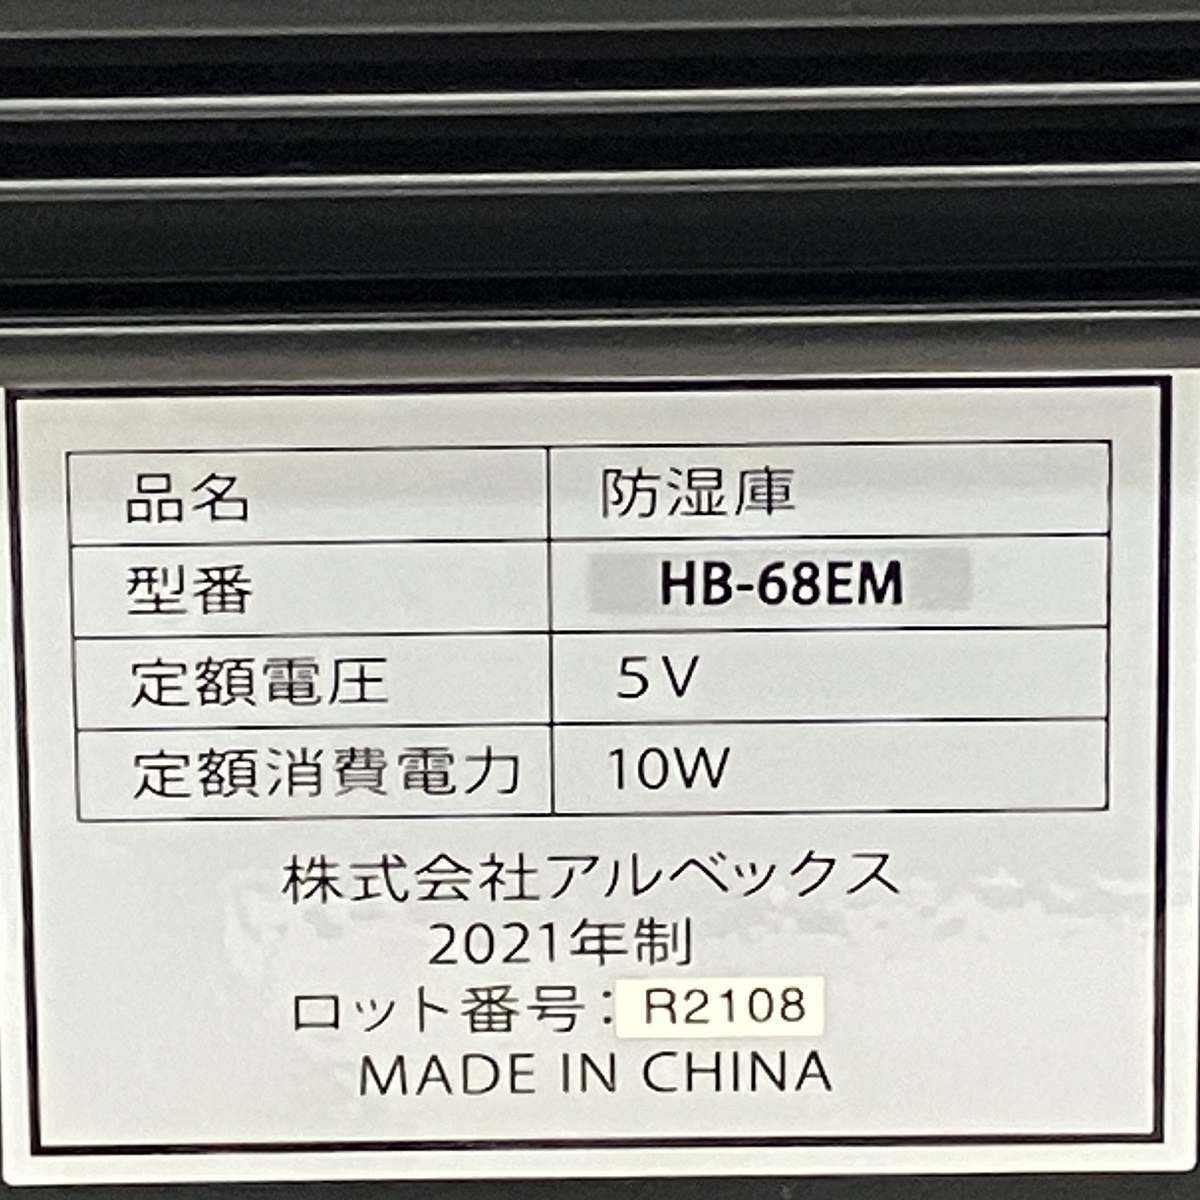 品名 防湿庫
型番 HB-68EM
定額電圧 5V
定額消費電力 10W
株式会社アルベックス
2021年制
ロット番号：R2108
MADE IN CHINA